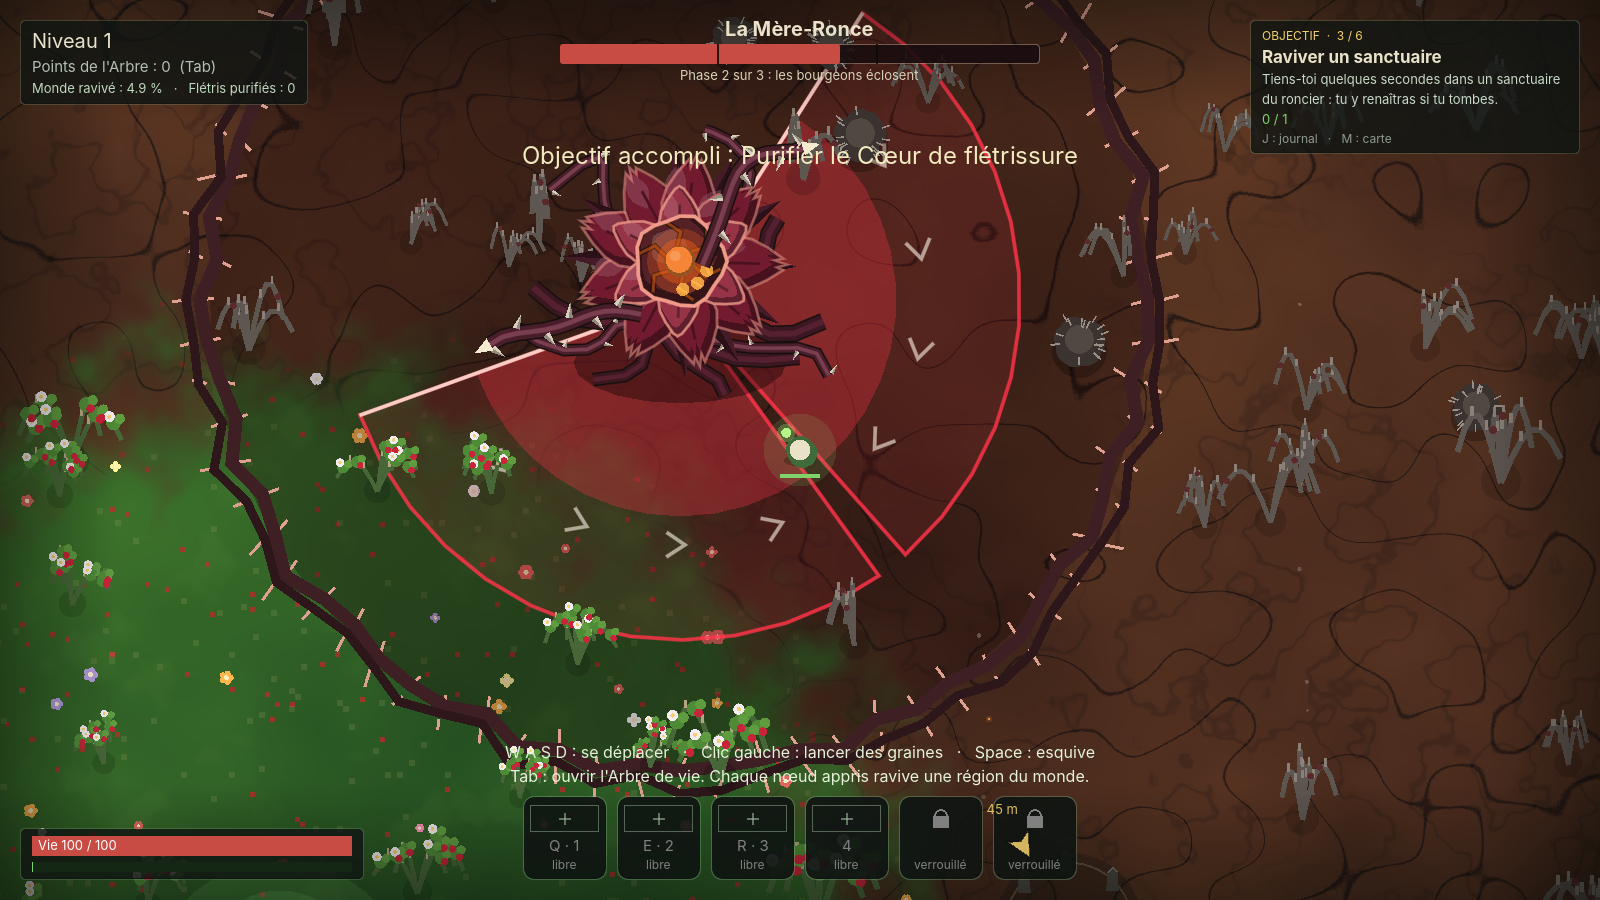 Niveau 1
Points de l'Arbre : 0 (Tab)
Monde ravivé : 4.9 % · Flétris purifiés : 0
La Mère-Ronce
Phase 2 sur 3 : les bourgeons éclosent
OBJECTIF · 3 / 6
Raviver un sanctuaire
Tiens-toi quelques secondes dans un sanctuaire
du roncier : tu y renaîtras si tu tombes.
0 / 1
J : journal · M : carte
Objectif accompli : Purifier le Cœur de flétrissure
W A S D : se déplacer · Clic gauche : lancer des graines · Space : esquive
Tab : ouvrir l'Arbre de vie. Chaque nœud appris ravive une région du monde.
45 m
Vie 100 / 100
Q · 1
libre
E · 2
libre
R · 3
libre
4
libre
verrouillé
verrouillé